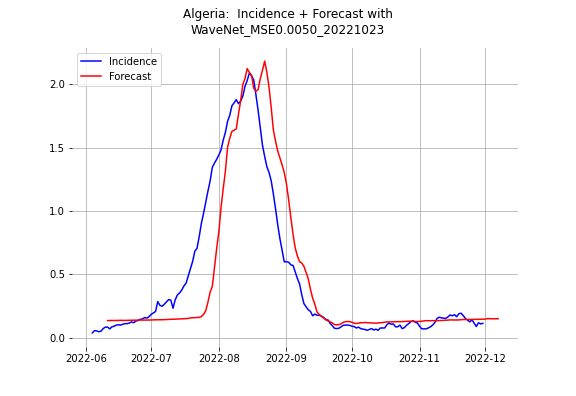 Algeria:  Incidence + Forecast with
WaveNet_MSE0.0050_20221023
Incidence
Forecast
2.0
1.5
1.0
0.5
0.0
2022-06 2022-07 2022-08 2022-09 2022-10 2022-11 2022-12